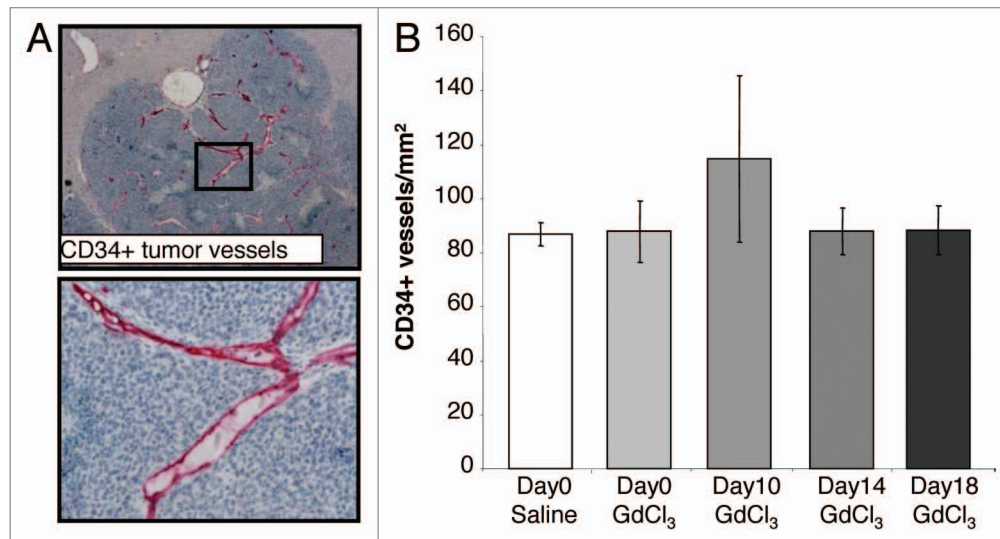 A
CD34+ tumor vessels
B
CD34+ vessels/mm²
160
140
120
100
80
60
40
20
0
Day0 Saline
Day0 GdCl₃
Day10 GdCl₃
Day14 GdCl₃
Day18 GdCl₃